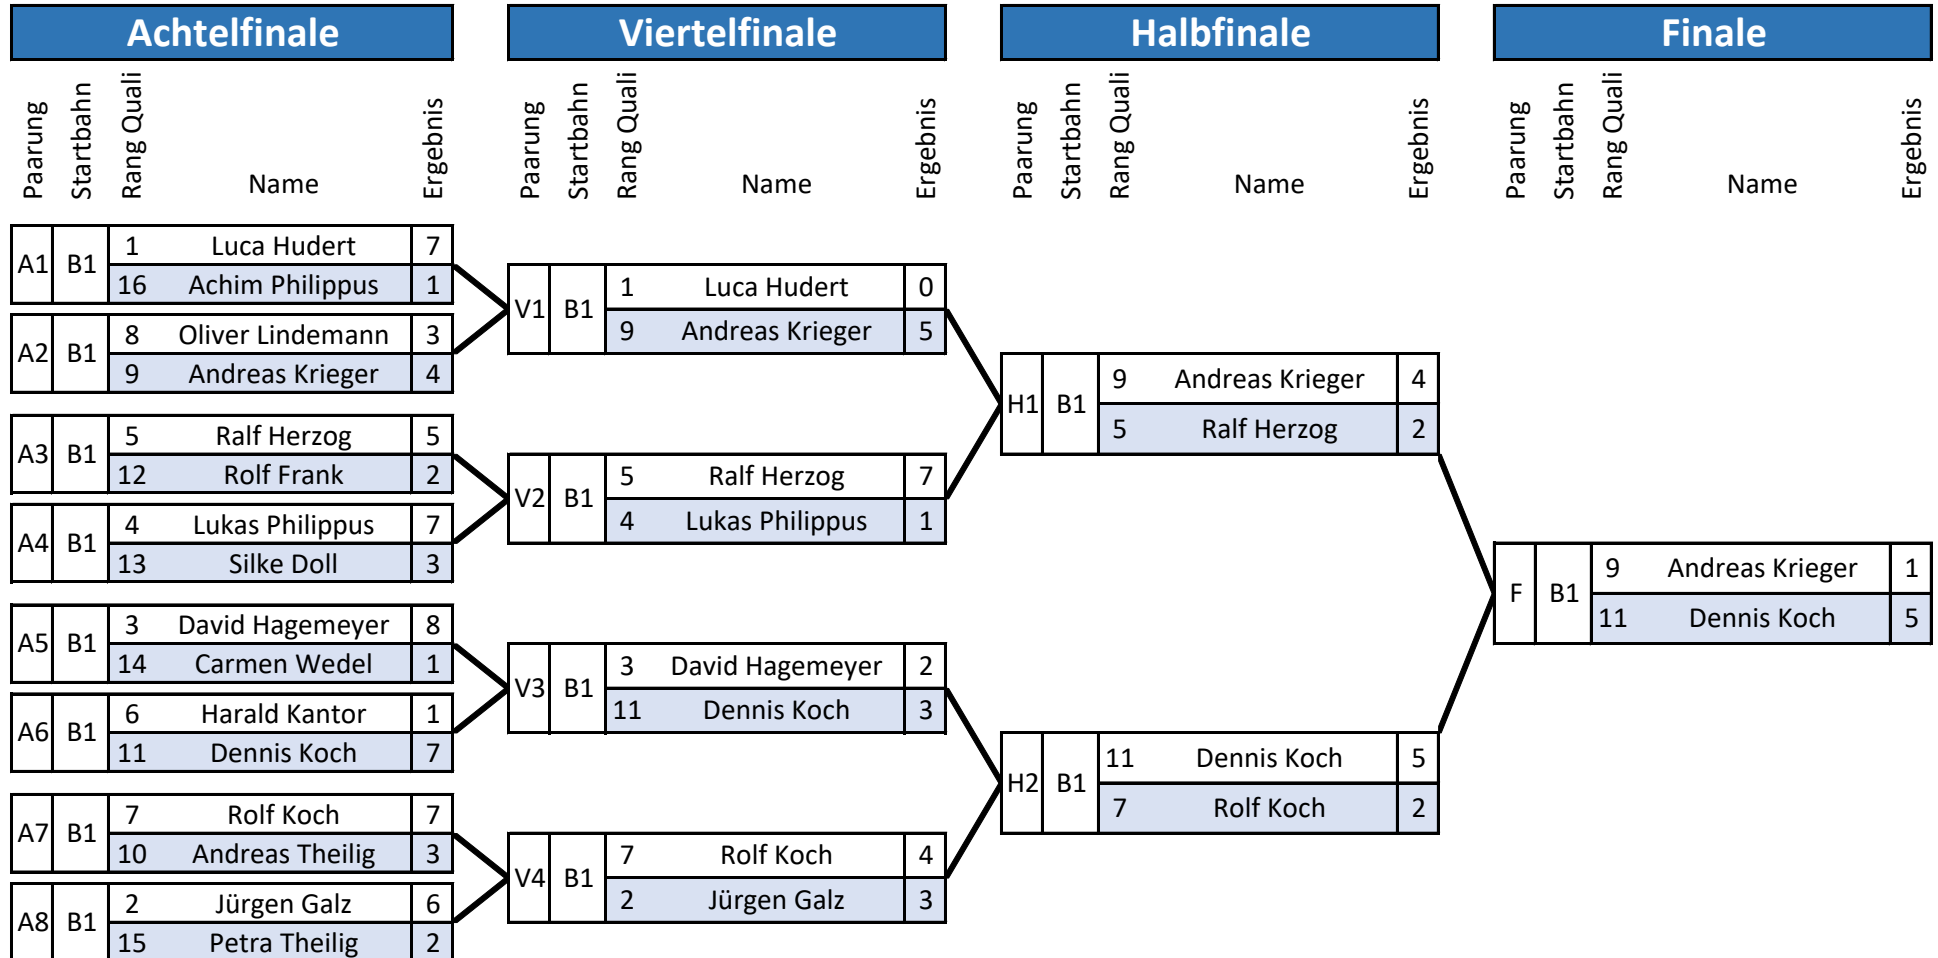 Achtelfinale Viertelfinale Halbfinale Finale
Paarung Startbahn Rang Quali Name Ergebnis Paarung Startbahn Rang Quali Name Ergebnis Paarung Startbahn Rang Quali Name Ergebnis Paarung Startbahn Rang Quali Name Ergebnis
A1 B1
1 Luca Hudert 7
16 Achim Philippus 1
A2 B1
8 Oliver Lindemann 3
9 Andreas Krieger 4
A3 B1
5 Ralf Herzog 5
12 Rolf Frank 2
A4 B1
4 Lukas Philippus 7
13 Silke Doll 3
A5 B1
3 David Hagemeyer 8
14 Carmen Wedel 1
A6 B1
6 Harald Kantor 1
11 Dennis Koch 7
A7 B1
7 Rolf Koch 7
10 Andreas Theilig 3
A8 B1
2 Jürgen Galz 6
15 Petra Theilig 2
V1 B1
1 Luca Hudert 0
9 Andreas Krieger 5
V2 B1
5 Ralf Herzog 7
4 Lukas Philippus 1
V3 B1
3 David Hagemeyer 2
11 Dennis Koch 3
V4 B1
7 Rolf Koch 4
2 Jürgen Galz 3
H1 B1
9 Andreas Krieger 4
5 Ralf Herzog 2
H2 B1
11 Dennis Koch 5
7 Rolf Koch 2
F B1
9 Andreas Krieger 1
11 Dennis Koch 5